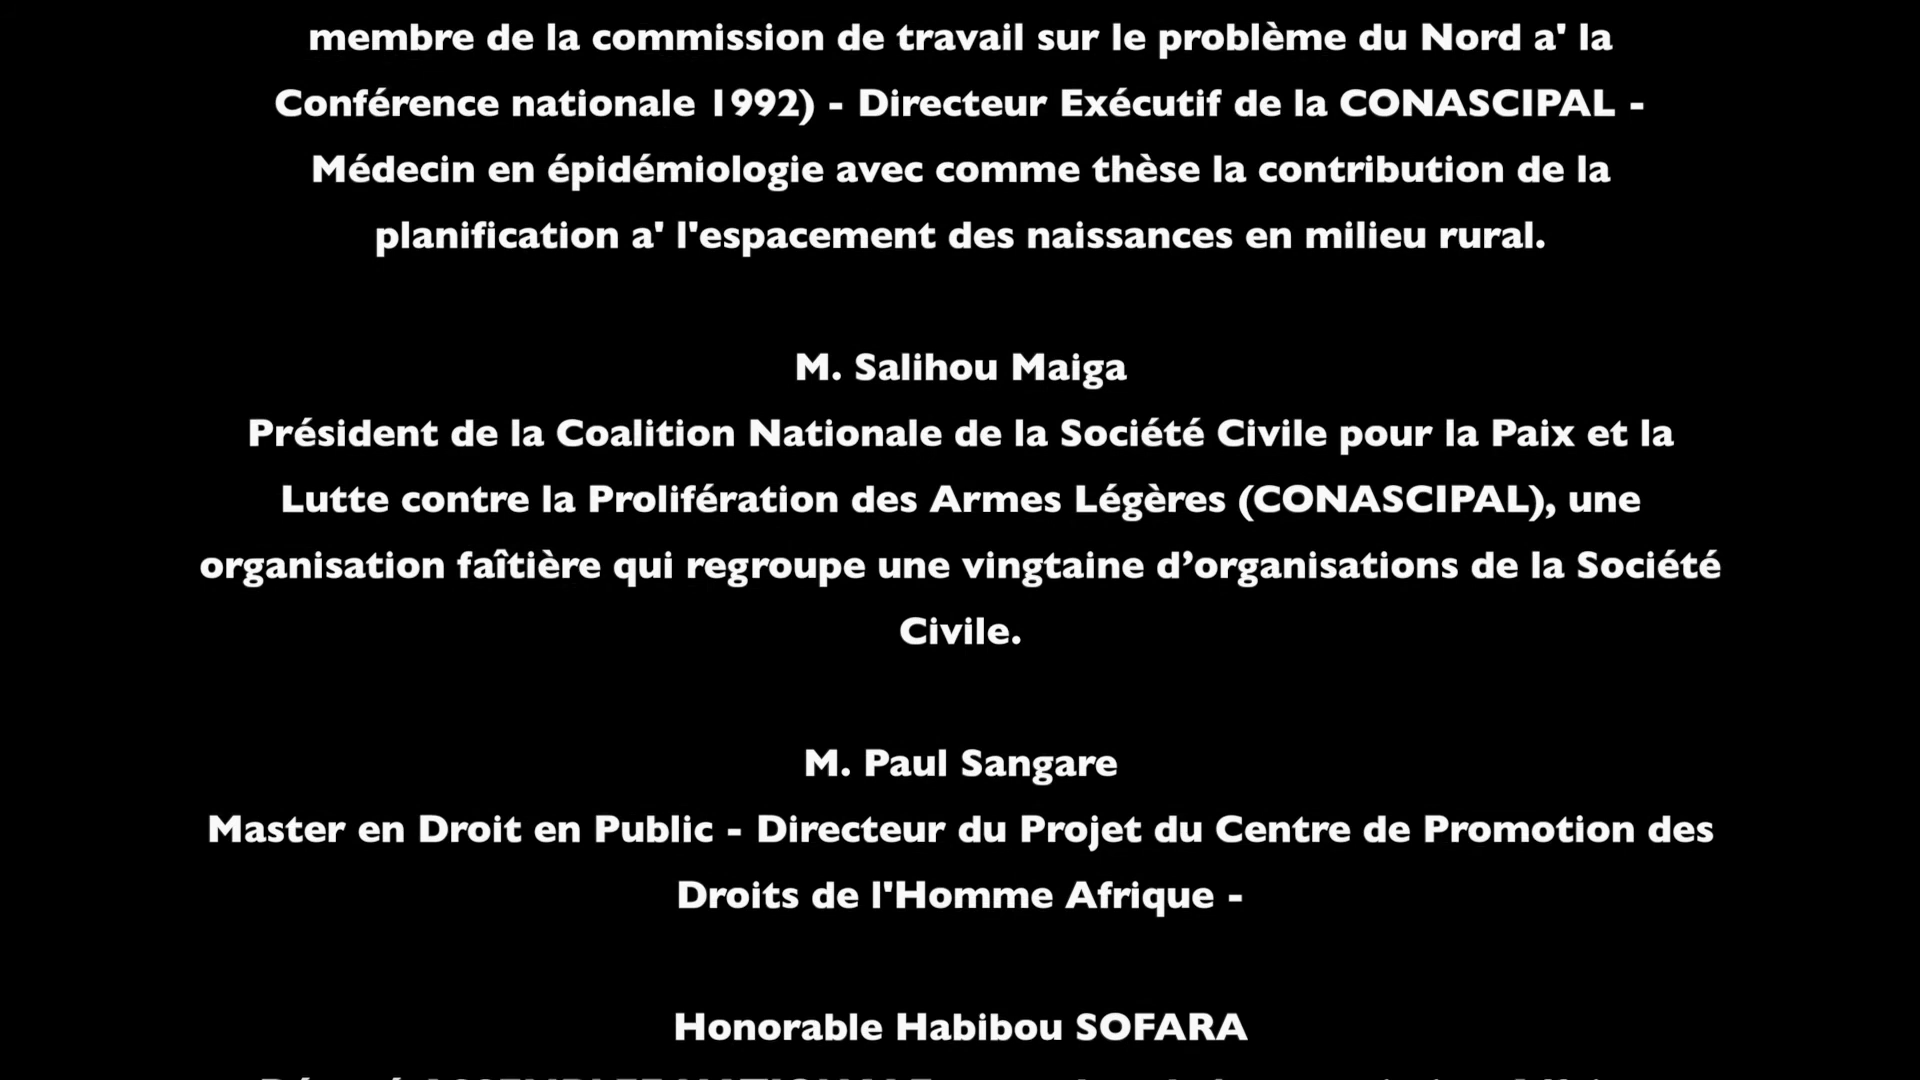 membre de la commission de travail sur le problème du Nord a' la
Conférence nationale 1992) - Directeur Exécutif de la CONASCIPAL -
Médecin en épidémiologie avec comme thèse la contribution de la
planification a' l'espacement des naissances en milieu rural.
M. Salihou Maiga
Président de la Coalition Nationale de la Société Civile pour la Paix et la
Lutte contre la Prolifération des Armes Légères (CONASCIPAL), une
organisation faîtière qui regroupe une vingtaine d’organisations de la Société
Civile.
M. Paul Sangare
Master en Droit en Public - Directeur du Projet du Centre de Promotion des
Droits de l'Homme Afrique -
Honorable Habibou SOFARA